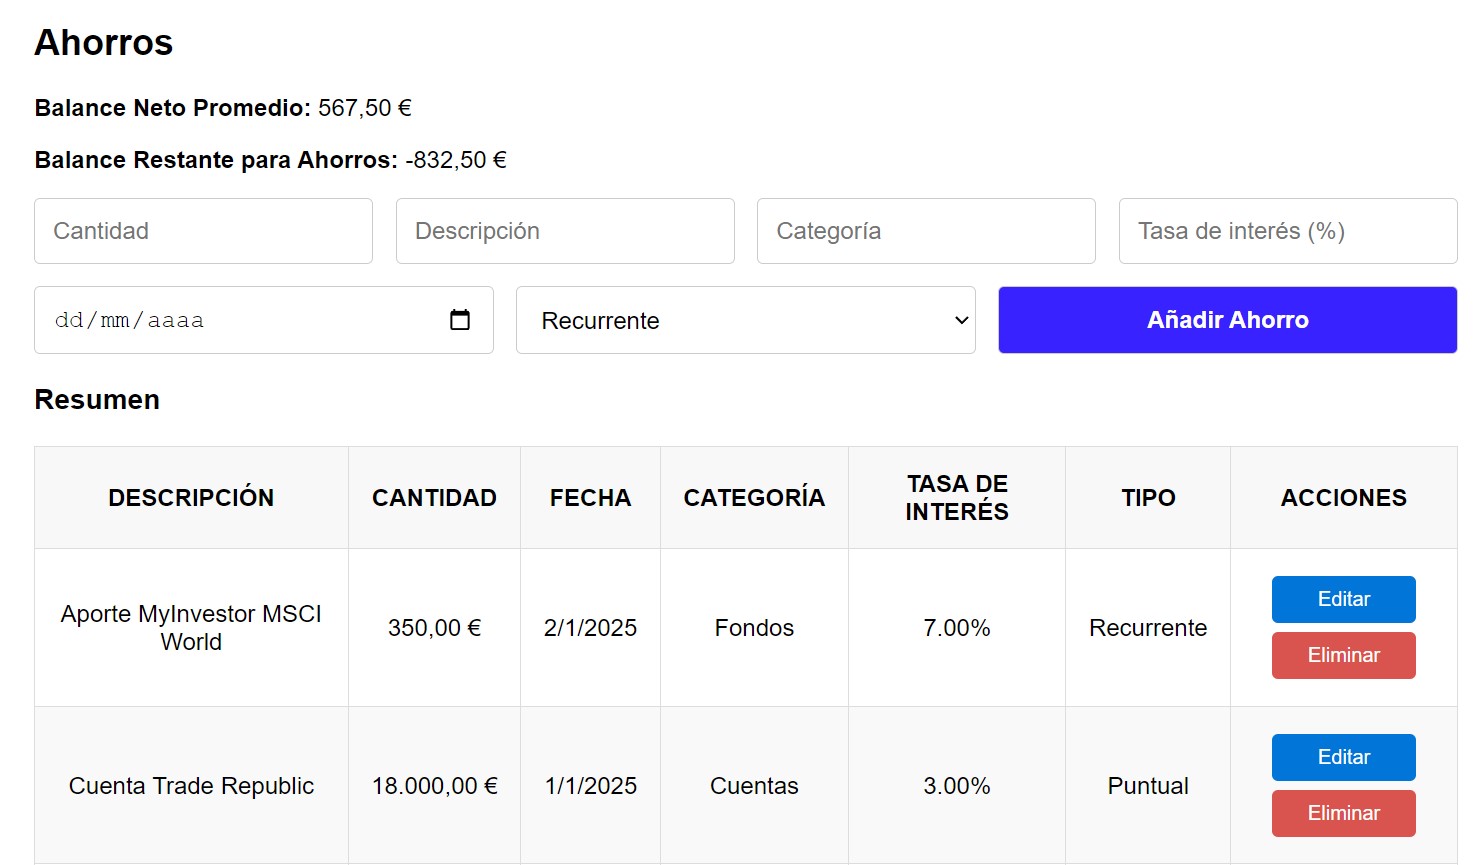 Ahorros
Balance Neto Promedio: 567,50 €
Balance Restante para Ahorros: -832,50 €
Cantidad
Descripción
Categoría
Tasa de interés (%)
dd/mm/aaaa
Recurrente
Añadir Ahorro
Resumen
DESCRIPCIÓN
CANTIDAD
FECHA
CATEGORÍA
TASA DE
INTERÉS
TIPO
ACCIONES
Aporte MyInvestor MSCI
World
350,00 €
2/1/2025
Fondos
7.00%
Recurrente
Editar
Eliminar
Cuenta Trade Republic
18.000,00 €
1/1/2025
Cuentas
3.00%
Puntual
Editar
Eliminar